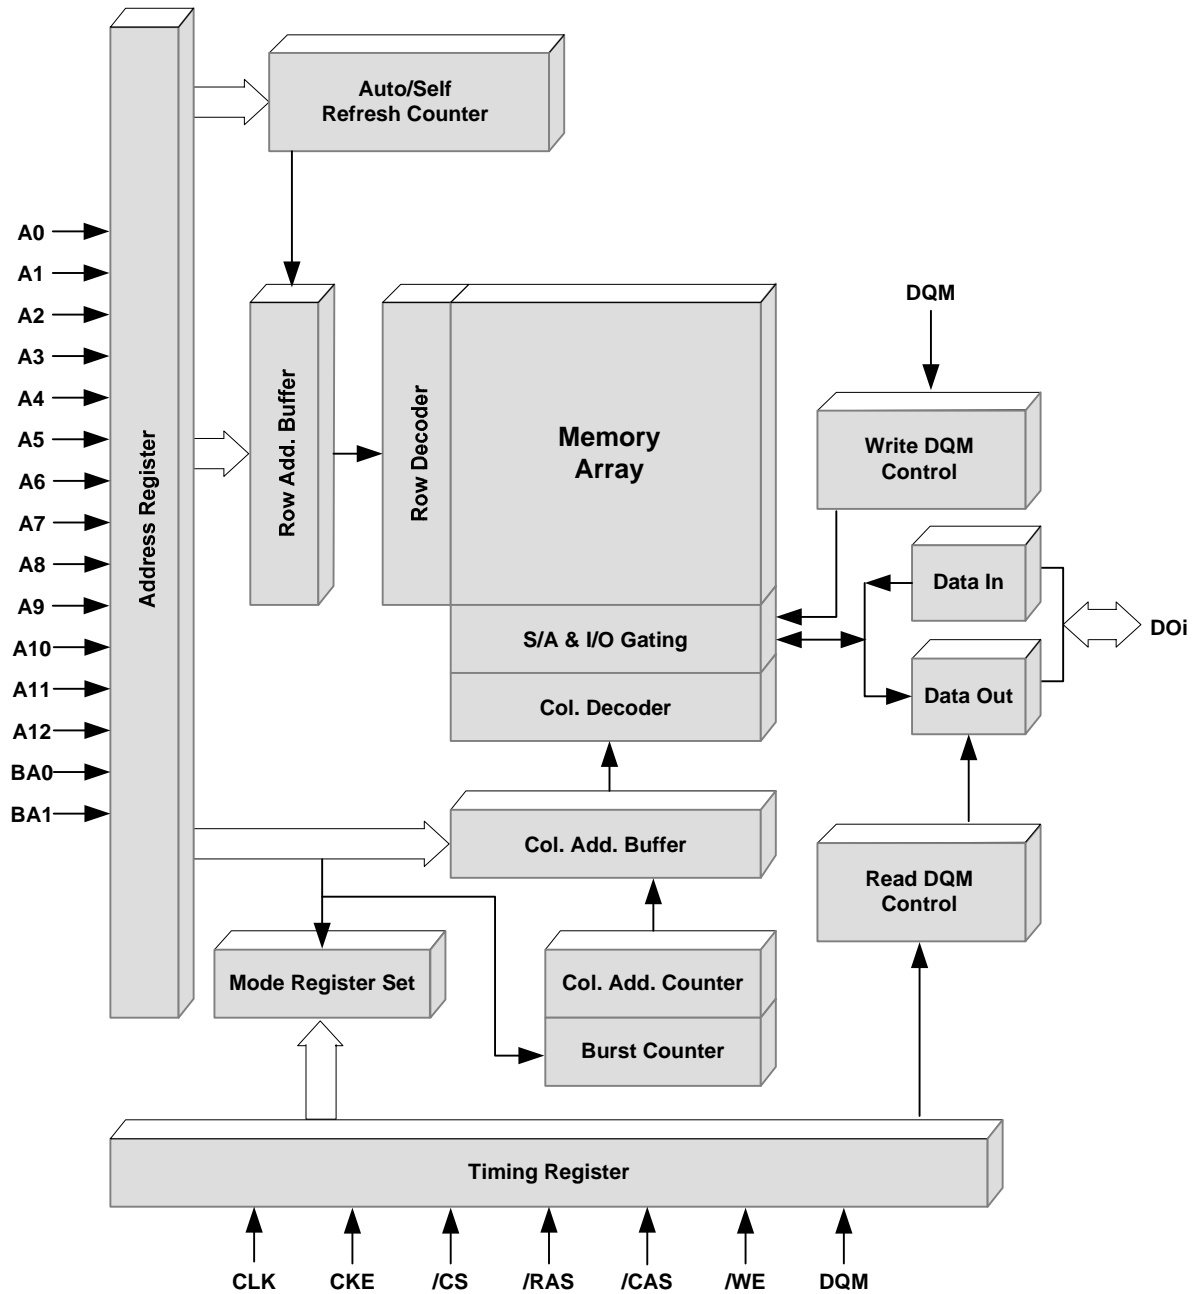 Auto/Self
Refresh Counter
A0
A1
A2
A3
A4
A5
A6
A7
A8
A9
A10
A11
A12
BA0
BA1
Address Register
Row Add. Buffer
Row Decoder
Memory
Array
S/A & I/O Gating
Col. Decoder
DQM
Write DQM
Control
Data In
Data Out
DOi
Col. Add. Buffer
Read DQM
Control
Mode Register Set
Col. Add. Counter
Burst Counter
Timing Register
CLK
CKE
/CS
/RAS
/CAS
/WE
DQM